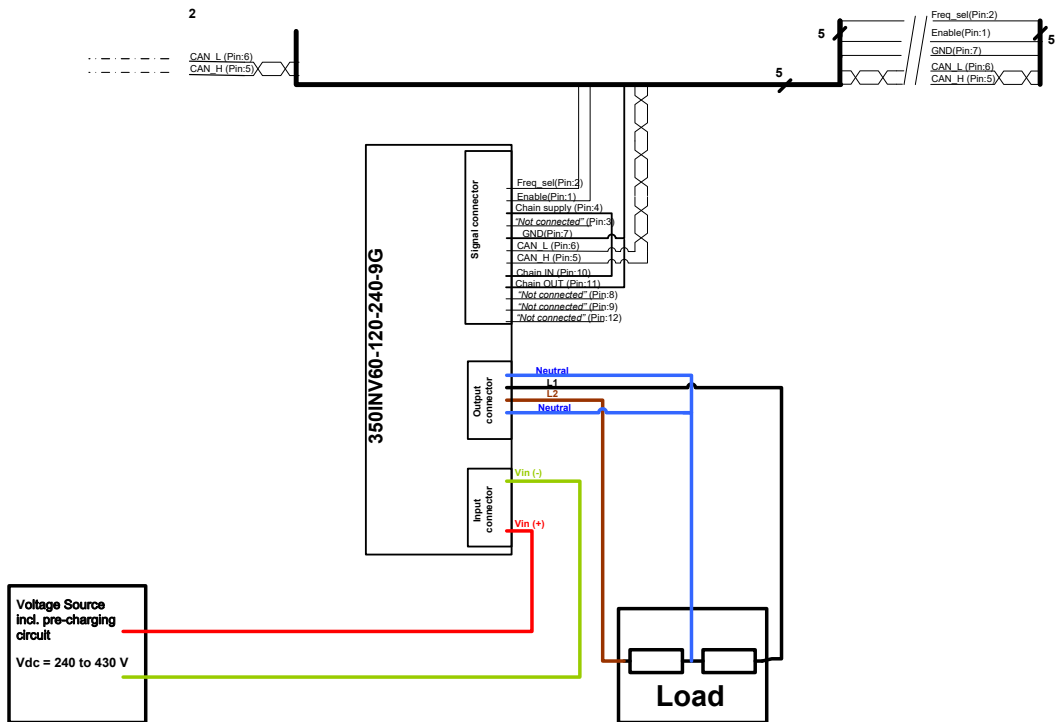 2
CAN_L (Pin:6)
CAN_H (Pin:5)
5
5
Freq_sel(Pin:2)
Enable(Pin:1)
GND(Pin:7)
CAN_L (Pin:6)
CAN_H (Pin:5)
5
350INV60-120-240-9G
Signal connector
Freq_sel(Pin:2)
Enable(Pin:1)
Chain supply (Pin:4)
"Not connected" (Pin:3)
GND(Pin:7)
CAN_L (Pin:6)
CAN_H (Pin:5)
Chain IN (Pin:10)
Chain OUT (Pin:11)
"Not connected" (Pin:8)
"Not connected" (Pin:9)
"Not connected" (Pin:12)
Output
connector
Neutral
L1
L2
Neutral
Input
connector
Vin (-)
Vin (+)
Voltage Source
incl. pre-charging
circuit
Vdc = 240 to 430 V
Load